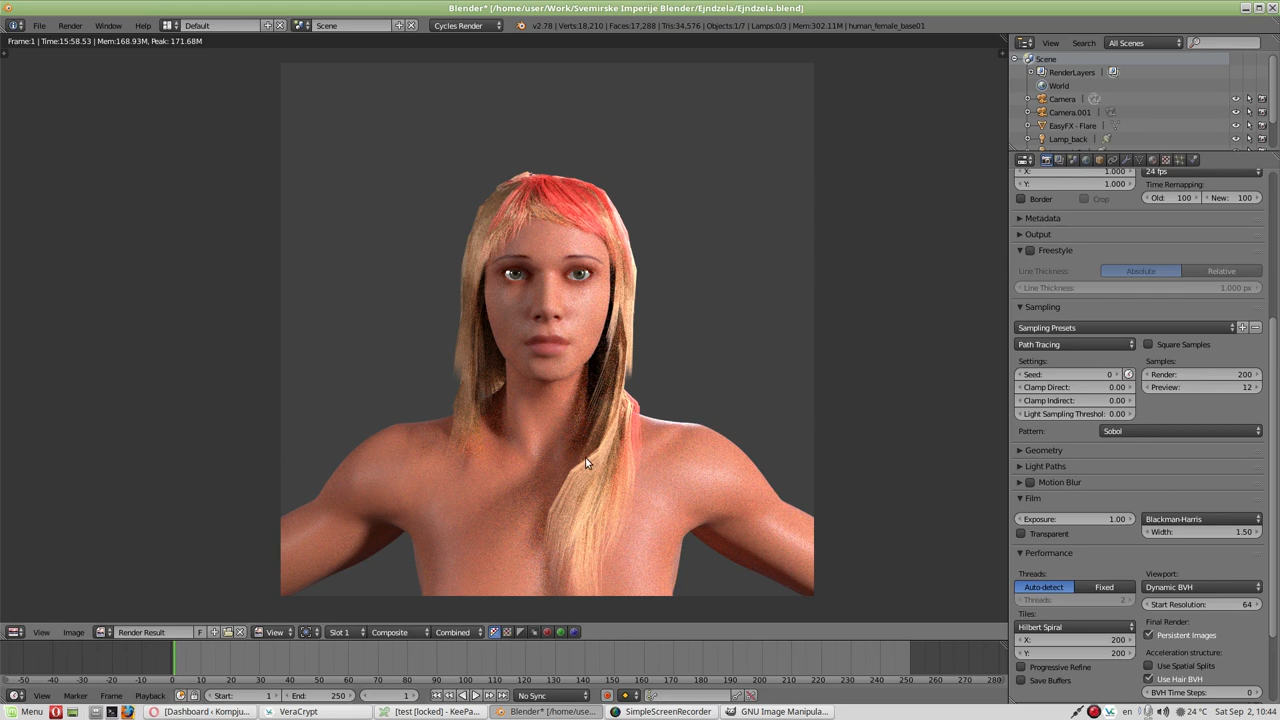 Blender* [/home/user/Work/Svemirske Imperije Blender/Ejndzela/Ejndzela.blend]
File Render Window Help Default Scene Cycles Render v2.78 | Verts:18,210 | Faces:17,288 | Tris:34,576 | Objects:1/7 | Lamps:0/3 | Mem:302.11M | human_female_base01
Frame:1 | Time:15:58.53 | Mem:168.93M, Peak: 171.68M
View Search All Scenes
Scene
RenderLayers
World
Camera
Camera.001
EasyFX - Flare
Lamp_back
X: 1.000 24 fps
Y: 1.000 Time Remapping:
Border Crop Old: 100 New: 100
Metadata
Output
Freestyle
Line Thickness: Absolute Relative
Line Thickness: 1.000 px
Sampling
Sampling Presets
Path Tracing Square Samples
Settings: Samples:
Seed: 0 Render: 200
Clamp Direct: 0.00 Preview: 12
Clamp Indirect: 0.00
Light Sampling Threshol: 0.00
Pattern: Sobol
Geometry
Light Paths
Motion Blur
Film
Exposure: 1.00 Blackman-Harris
Transparent Width: 1.50
Performance
Threads: Viewport:
Auto-detect Fixed Dynamic BVH
Threads: 2 Start Resolution: 64
Tiles: Final Render:
Hilbert Spiral Persistent Images
X: 200 Acceleration structure:
Y: 200 Use Spatial Splits
Progressive Refine Use Hair BVH
Save Buffers BVH Time Steps: 0
View Image Render Result F View Slot 1 Composite Combined
-50 -40 -30 -20 -10 0 10 20 30 40 50 60 70 80 90 100 110 120 130 140 150 160 170 180 190 200 210 220 230 240 250 260 270 280
View Marker Frame Playback Start: 1 End: 250 1 No Sync
Menu [Dashboard - Kompju... VeraCrypt [test [locked] - KeePa... Blender* [/home/use... SimpleScreenRecorder GNU Image Manipula... en 24 °C Sat Sep 2, 10:44